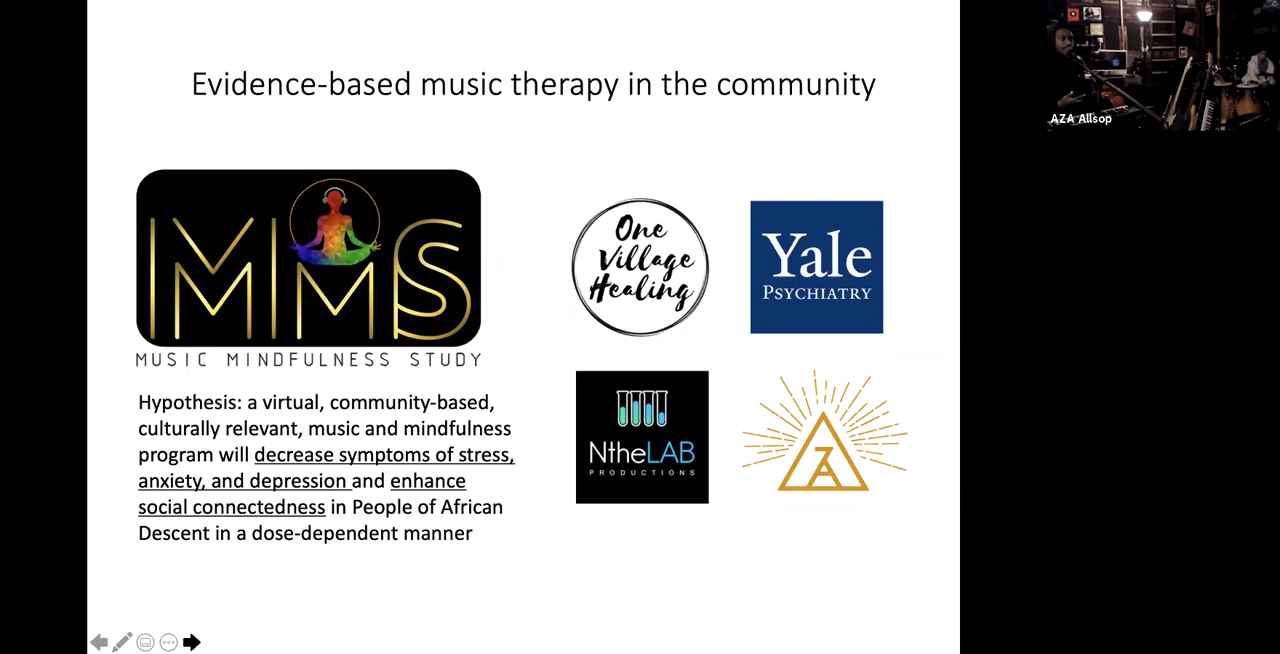 Evidence-based music therapy in the community
MMS
MUSIC MINDFULNESS STUDY
Hypothesis: a virtual, community-based,
culturally relevant, music and mindfulness
program will decrease symptoms of stress,
anxiety, and depression and enhance
social connectedness in People of African
Descent in a dose-dependent manner
One
Village
Healing
Yale
PSYCHIATRY
NtheLAB
PRODUCTIONS
AZA Allsop